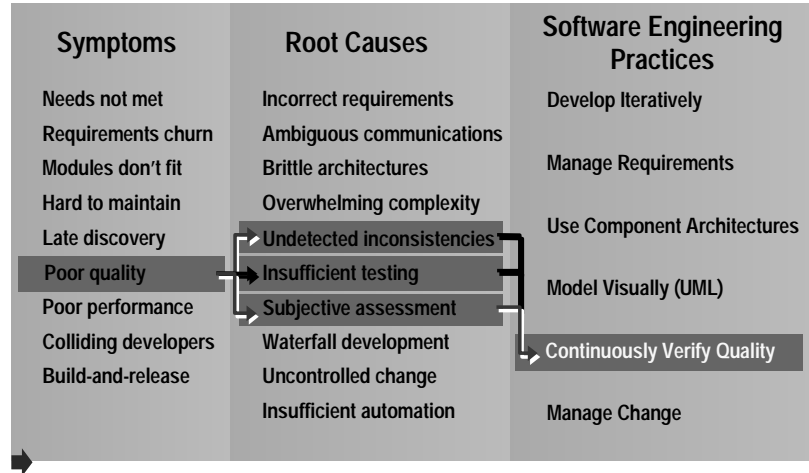 Symptoms
Needs not met
Requirements churn
Modules don't fit
Hard to maintain
Late discovery
Poor quality
Poor performance
Colliding developers
Build-and-release
Root Causes
Incorrect requirements
Ambiguous communications
Brittle architectures
Overwhelming complexity
Undetected inconsistencies
Insufficient testing
Subjective assessment
Waterfall development
Uncontrolled change
Insufficient automation
Software Engineering
Practices
Develop Iteratively
Manage Requirements
Use Component Architectures
Model Visually (UML)
Continuously Verify Quality
Manage Change